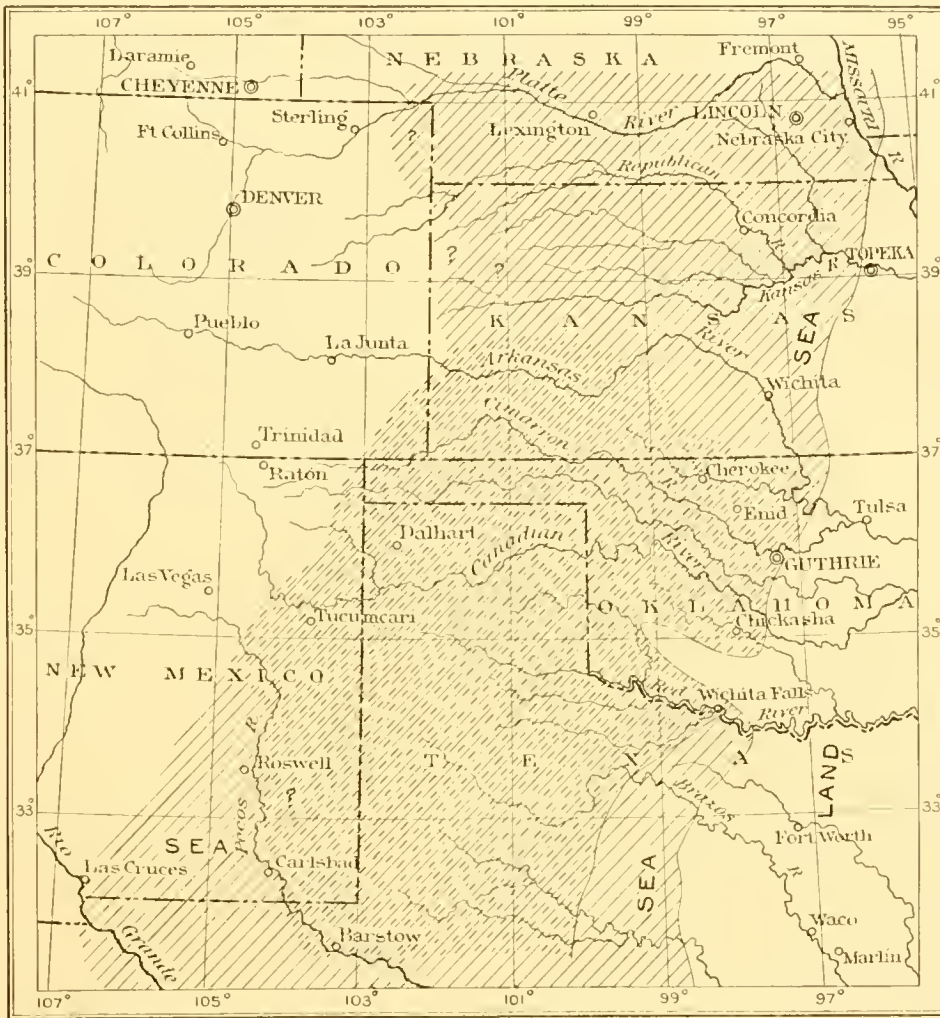 107° 105° 103° 101° 99° 97° 95°
NEBRASKA
Fremont
Laramie
MISSOURI R.
41° CHEYENNE 41°
Platte River
Sterling
Lexington
LINCOLN
Nebraska City
Ft Collins
?
Republican R.
DENVER
Concordia
TOPEKA
39° COLORADO ? ? 39°
Kansas R.
KANSAS
SEA
Pueblo
La Junta
Arkansas River
Wichita
Trinidad
Cimarron R.
37° 37°
Raton
Cherokee
Enid
Tulsa
Dalhart
Canadian River
GUTHRIE
Las Vegas
OKLAHOMA
Tucumcari
Chickasha
35° 35°
NEW MEXICO
Red River
Wichita Falls
Roswell
TEXAS
LAND
?
Pecos R.
Brazos R.
33° 33°
SEA
Fort Worth
Rio Grande
Las Cruces
Carlsbad
SEA
Waco
Barstow
Marlin
107° 105° 103° 101° 99° 97°